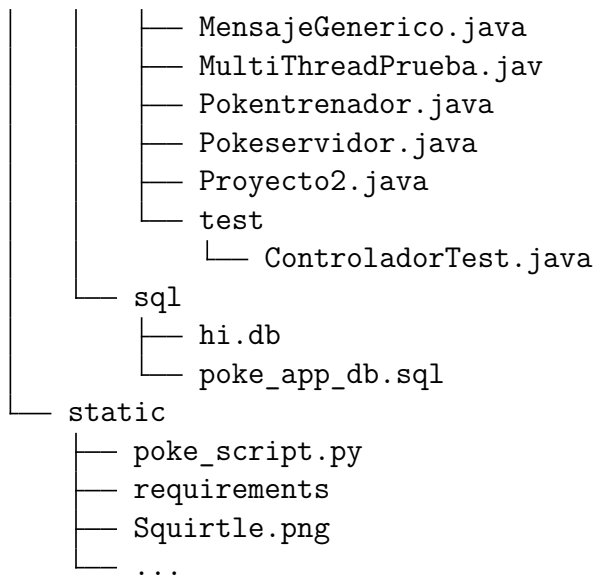 MensajeGenerico.java
MultiThreadPrueba.jav
Pokentrenador.java
Pokeservidor.java
Proyecto2.java
test
ControladorTest.java
sql
hi.db
poke_app_db.sql
static
poke_script.py
requirements
Squirtle.png
...